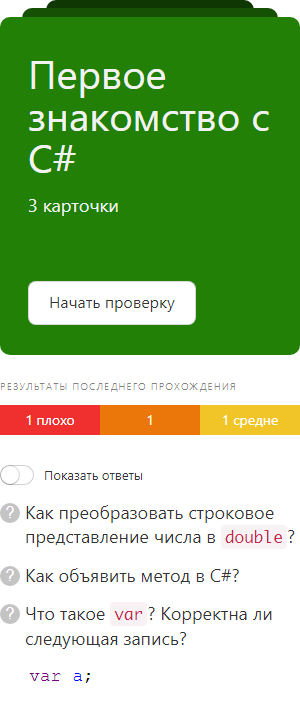 Первое
знакомство с
C#
3 карточки
Начать проверку
РЕЗУЛЬТАТЫ ПОСЛЕДНЕГО ПРОХОЖДЕНИЯ
1 плохо 1 1 средне
Показать ответы
? Как преобразовать строковое
представление числа в double?
? Как объявить метод в C#?
? Что такое var? Корректна ли
следующая запись?
var a;